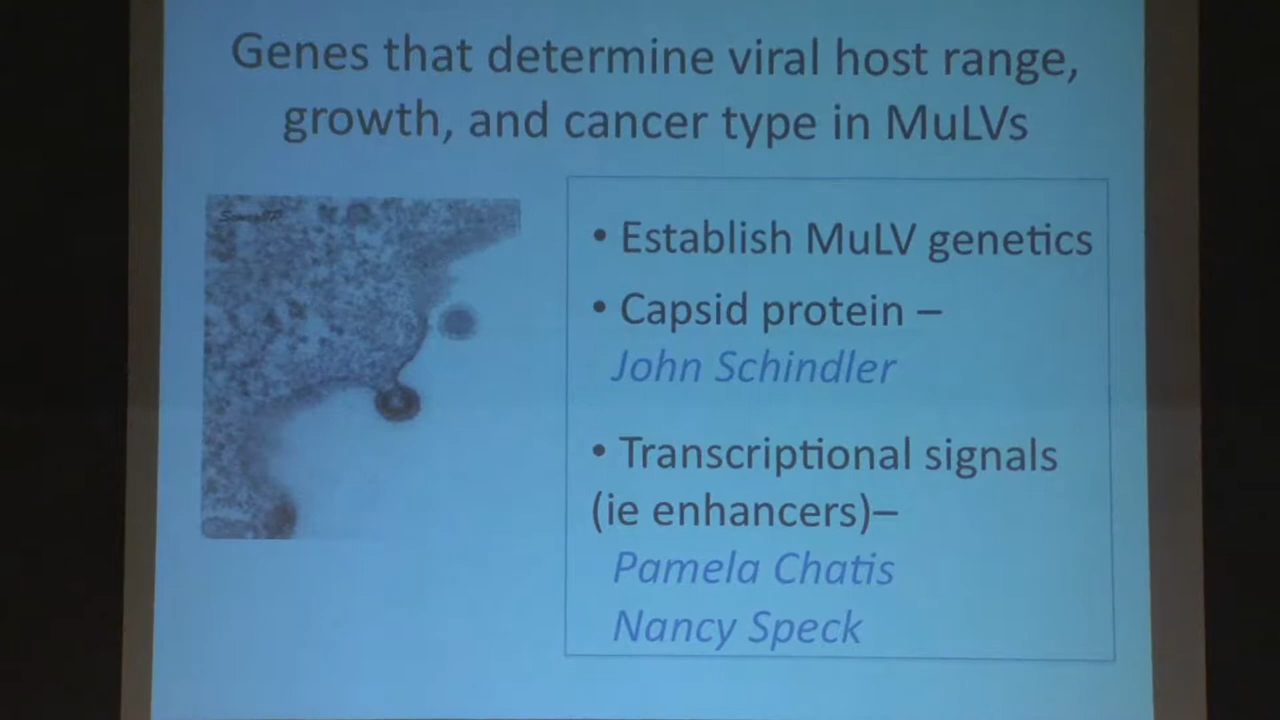 Genes that determine viral host range,
growth, and cancer type in MuLVs
• Establish MuLV genetics
• Capsid protein –
John Schindler
• Transcriptional signals
(ie enhancers)–
Pamela Chatis
Nancy Speck